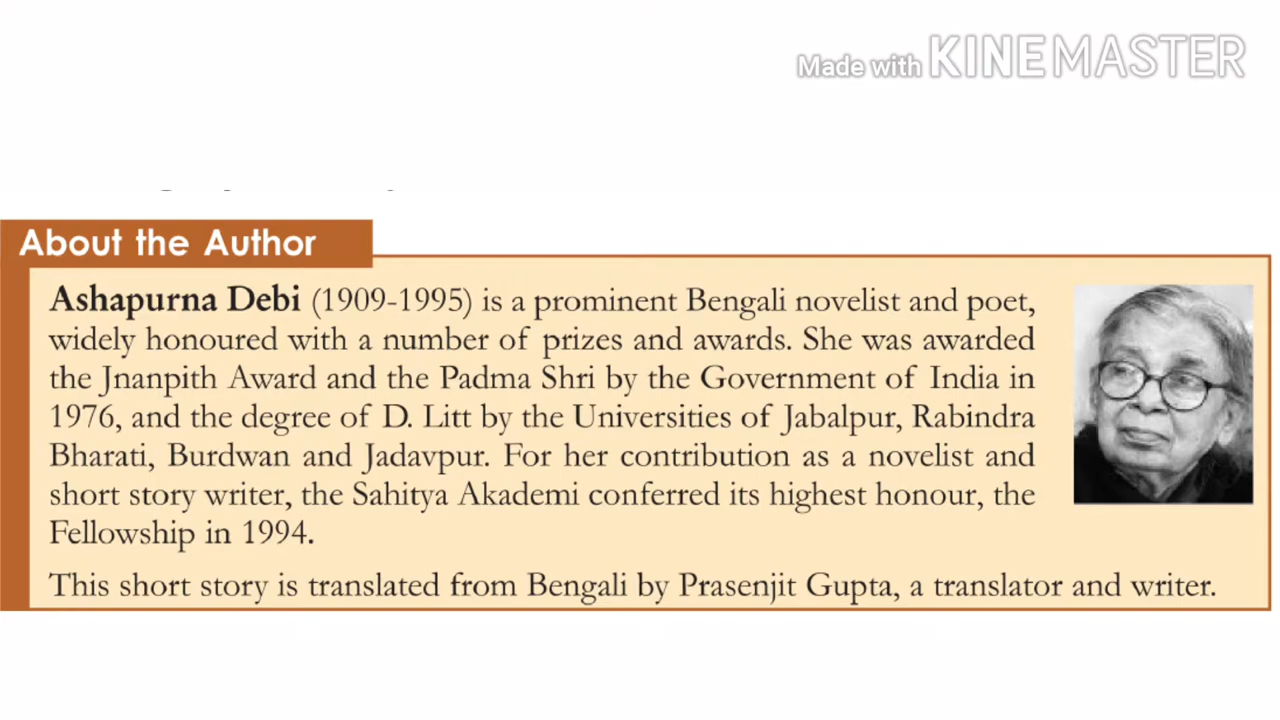 Made with KINEMASTER
About the Author
Ashapurna Debi (1909-1995) is a prominent Bengali novelist and poet,
widely honoured with a number of prizes and awards. She was awarded
the Jnanpith Award and the Padma Shri by the Government of India in
1976, and the degree of D. Litt by the Universities of Jabalpur, Rabindra
Bharati, Burdwan and Jadavpur. For her contribution as a novelist and
short story writer, the Sahitya Akademi conferred its highest honour, the
Fellowship in 1994.
This short story is translated from Bengali by Prasenjit Gupta, a translator and writer.